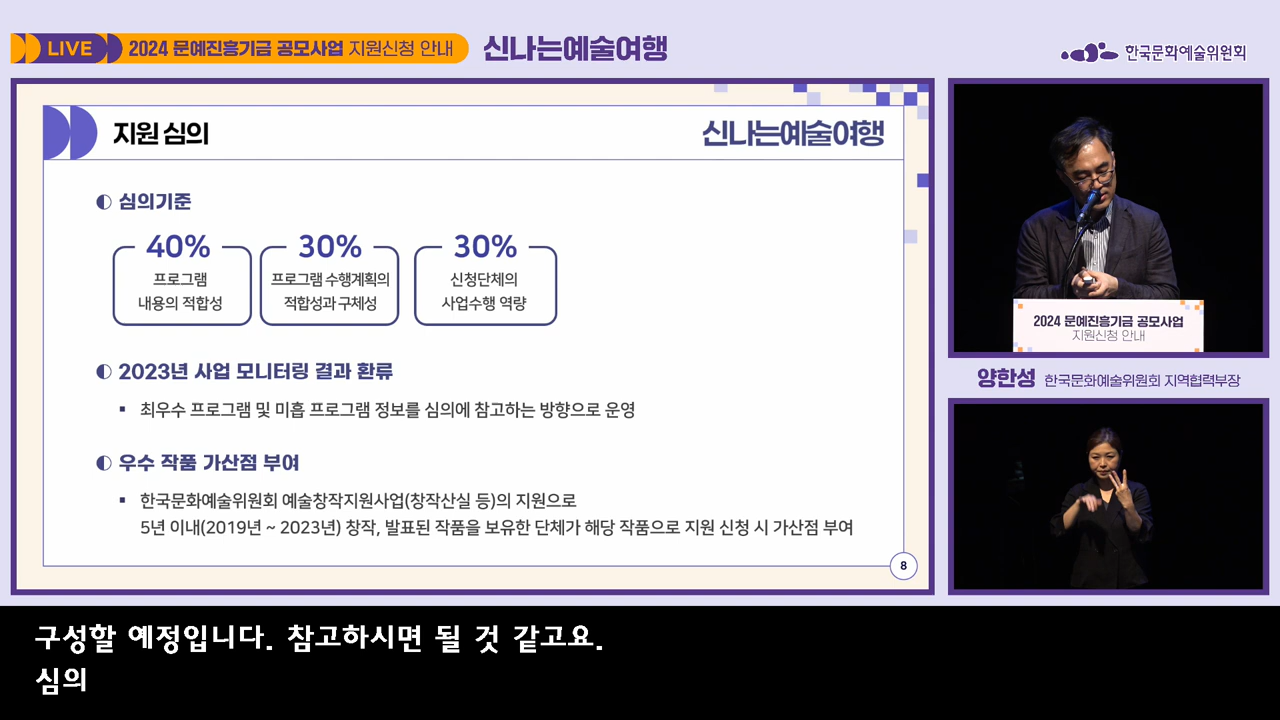 LIVE 2024 문예진흥기금 공모사업 지원신청 안내 신나는예술여행
한국문화예술위원회
지원 심의
신나는예술여행
심의기준
40%
프로그램
내용의 적합성
30%
프로그램 수행계획의
적합성과 구체성
30%
신청단체의
사업수행 역량
2023년 사업 모니터링 결과 환류
최우수 프로그램 및 미흡 프로그램 정보를 심의에 참고하는 방향으로 운영
우수 작품 가산점 부여
한국문화예술위원회 예술창작지원사업(창작산실 등)의 지원으로
5년 이내(2019년 ~ 2023년) 창작, 발표된 작품을 보유한 단체가 해당 작품으로 지원 신청 시 가산점 부여
8
2024 문예진흥기금 공모사업
지원신청 안내
양한성 한국문화예술위원회 지역협력부장
구성할 예정입니다. 참고하시면 될 것 같고요.
심의